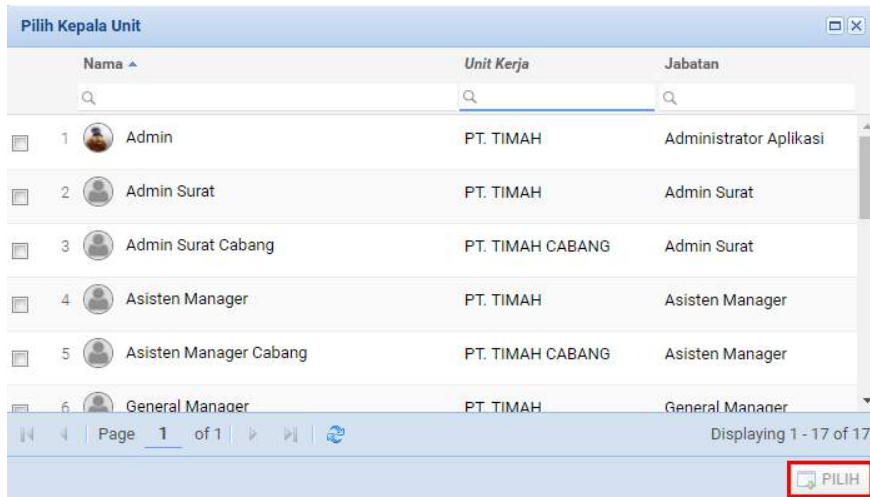 Pilih Kepala Unit
Nama Unit Kerja Jabatan
1 Admin PT. TIMAH Administrator Aplikasi
2 Admin Surat PT. TIMAH Admin Surat
3 Admin Surat Cabang PT. TIMAH CABANG Admin Surat
4 Asisten Manager PT. TIMAH Asisten Manager
5 Asisten Manager Cabang PT. TIMAH CABANG Asisten Manager
6 General Manager PT. TIMAH General Manager
Page 1 of 1 Displaying 1 - 17 of 17
PILIH